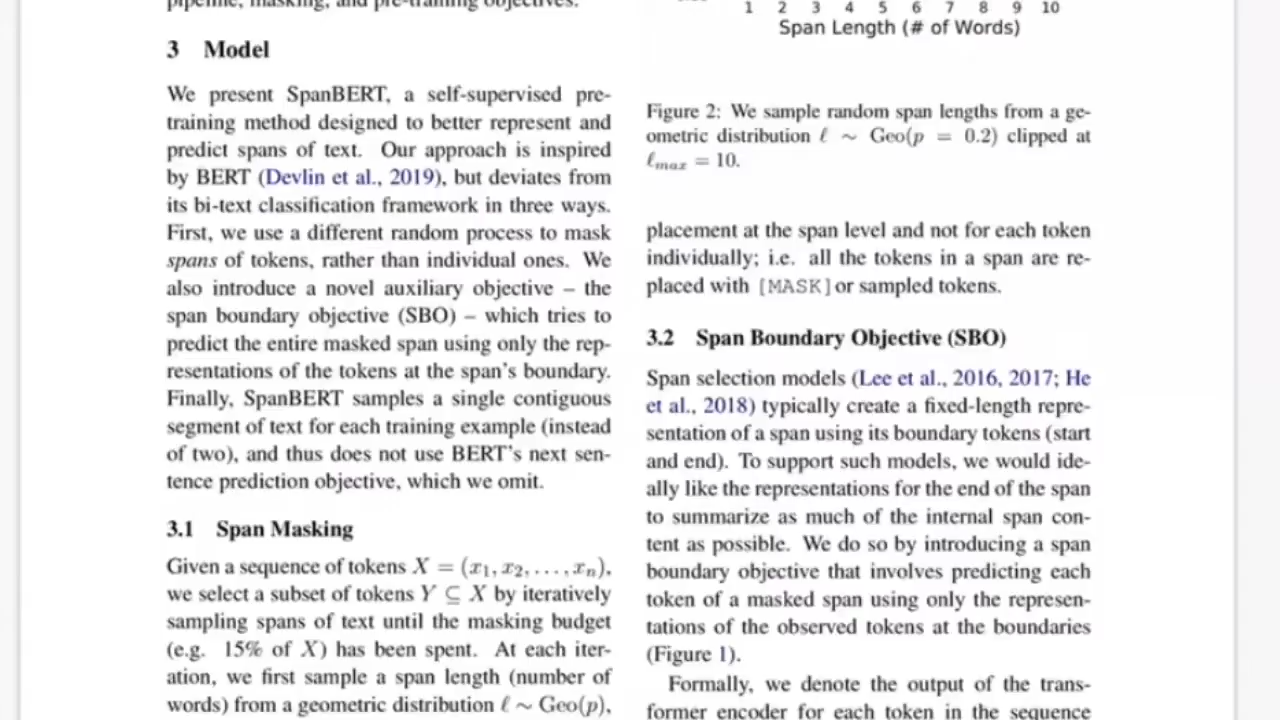 pipeline, masking, and pre-training objectives.
3 Model
We present SpanBERT, a self-supervised pre-
training method designed to better represent and
predict spans of text. Our approach is inspired
by BERT (Devlin et al., 2019), but deviates from
its bi-text classification framework in three ways.
First, we use a different random process to mask
spans of tokens, rather than individual ones. We
also introduce a novel auxiliary objective – the
span boundary objective (SBO) – which tries to
predict the entire masked span using only the rep-
resentations of the tokens at the span's boundary.
Finally, SpanBERT samples a single contiguous
segment of text for each training example (instead
of two), and thus does not use BERT's next sen-
tence prediction objective, which we omit.
3.1 Span Masking
Given a sequence of tokens X = (x₁, x₂, . . . , xₙ),
we select a subset of tokens Y ⊆ X by iteratively
sampling spans of text until the masking budget
(e.g. 15% of X) has been spent. At each iter-
ation, we first sample a span length (number of
words) from a geometric distribution ℓ ∼ Geo(p),
1 2 3 4 5 6 7 8 9 10
Span Length (# of Words)
Figure 2: We sample random span lengths from a ge-
ometric distribution ℓ ∼ Geo(p = 0.2) clipped at
ℓmax = 10.
placement at the span level and not for each token
individually; i.e. all the tokens in a span are re-
placed with [MASK] or sampled tokens.
3.2 Span Boundary Objective (SBO)
Span selection models (Lee et al., 2016, 2017; He
et al., 2018) typically create a fixed-length repre-
sentation of a span using its boundary tokens (start
and end). To support such models, we would ide-
ally like the representations for the end of the span
to summarize as much of the internal span con-
tent as possible. We do so by introducing a span
boundary objective that involves predicting each
token of a masked span using only the represen-
tations of the observed tokens at the boundaries
(Figure 1).
Formally, we denote the output of the trans-
former encoder for each token in the sequence